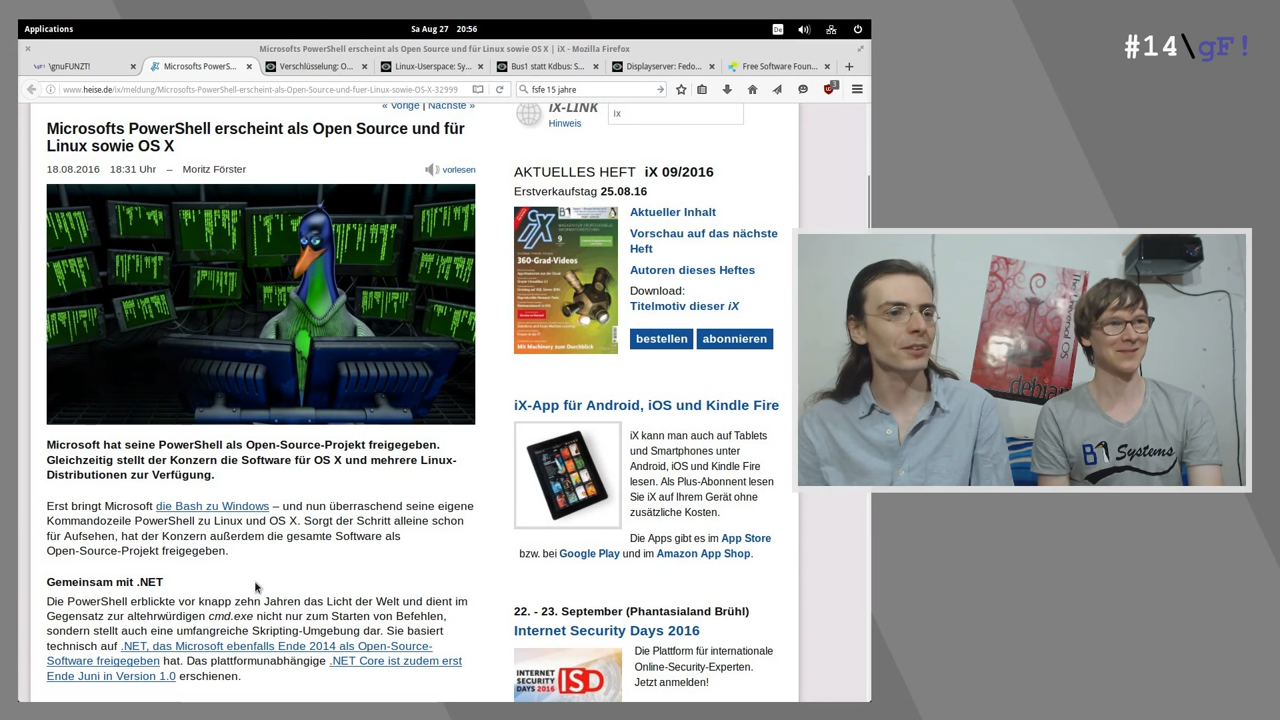 Applications
Sa Aug 27 20:56
De
#14\gF!
Microsofts PowerShell erscheint als Open Source und für Linux sowie OS X | iX - Mozilla Firefox
\gnuFUNZT!
Microsofts PowerS...
Verschlüsselung: O...
Linux-Userspace: Sy...
Bus1 statt Kdbus: S...
Displayserver: Fedo...
Free Software Foun...
www.heise.de/ix/meldung/Microsofts-PowerShell-erscheint-als-Open-Source-und-fuer-Linux-sowie-OS-X-32999
fsfe 15 jahre
« Vorige | Nächste »
Microsofts PowerShell erscheint als Open Source und für
Linux sowie OS X
18.08.2016 18:31 Uhr – Moritz Förster
vorlesen
Microsoft hat seine PowerShell als Open-Source-Projekt freigegeben.
Gleichzeitig stellt der Konzern die Software für OS X und mehrere Linux-
Distributionen zur Verfügung.
Erst bringt Microsoft die Bash zu Windows – und nun überraschend seine eigene
Kommandozeile PowerShell zu Linux und OS X. Sorgt der Schritt alleine schon
für Aufsehen, hat der Konzern außerdem die gesamte Software als
Open-Source-Projekt freigegeben.
Gemeinsam mit .NET
Die PowerShell erblickte vor knapp zehn Jahren das Licht der Welt und dient im
Gegensatz zur altehrwürdigen cmd.exe nicht nur zum Starten von Befehlen,
sondern stellt auch eine umfangreiche Skripting-Umgebung dar. Sie basiert
technisch auf .NET, das Microsoft ebenfalls Ende 2014 als Open-Source-
Software freigegeben hat. Das plattformunabhängige .NET Core ist zudem erst
Ende Juni in Version 1.0 erschienen.
iX-LINK
Hinweis
ix
AKTUELLES HEFT iX 09/2016
Erstverkaufstag 25.08.16
iX
9
360-Grad-Videos
Mit Machinery zum Durchblick
Aktueller Inhalt
Vorschau auf das nächste
Heft
Autoren dieses Heftes
Download:
Titelmotiv dieser iX
bestellen
abonnieren
iX-App für Android, iOS und Kindle Fire
iX kann man auch auf Tablets
und Smartphones unter
Android, iOS und Kindle Fire
lesen. Als Plus-Abonnent lesen
Sie iX auf Ihrem Gerät ohne
zusätzliche Kosten.
Die Apps gibt es im App Store
bzw. bei Google Play und im Amazon App Shop.
22. - 23. September (Phantasialand Brühl)
Internet Security Days 2016
INTERNET
SECURITY
DAYS 2016
ISD
Die Plattform für internationale
Online-Security-Experten.
Jetzt anmelden!
The Universal OS
debian
B1 Systems